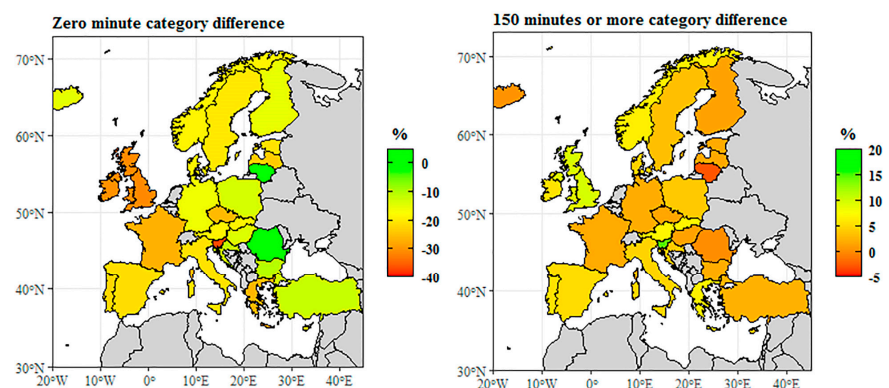 Zero minute category difference
150 minutes or more category difference
70°N
60°N
50°N
40°N
30°N
20°W 10°W 0° 10°E 20°E 30°E 40°E
%
0
-10
-20
-30
-40
70°N
60°N
50°N
40°N
30°N
20°W 10°W 0° 10°E 20°E 30°E 40°E
%
20
15
10
5
0
-5